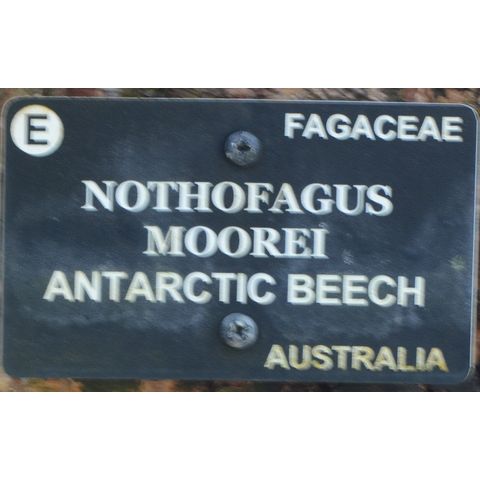 E
FAGACEAE
NOTHOFAGUS
MOOREI
ANTARCTIC BEECH
AUSTRALIA